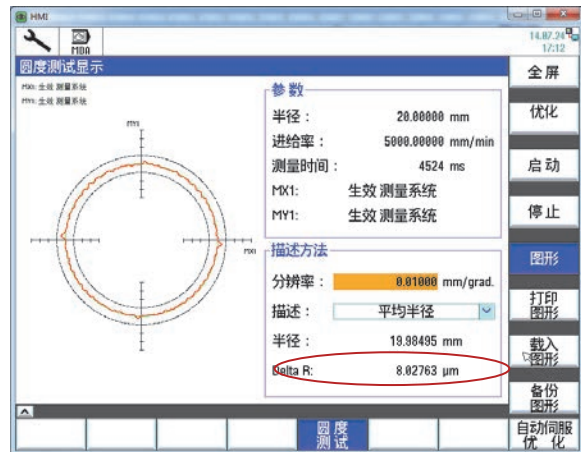 HMI
MDA
14.07.24
17:12
圆度测试显示
MX1: 生效 测量系统
MY1: 生效 测量系统
MY1
MX1
参数
半径： 20.00000 mm
进给率： 5000.00000 mm/min
测量时间： 4524 ms
MX1: 生效 测量系统
MY1: 生效 测量系统
描述方法
分辨率： 0.01000 mm/grad.
描述： 平均半径
半径： 19.98495 mm
Delta R: 8.02763 μm
全屏
优化
启动
停止
图形
打印
图形
载入
图形
备份
图形
自动伺服
优 化
圆度
测试